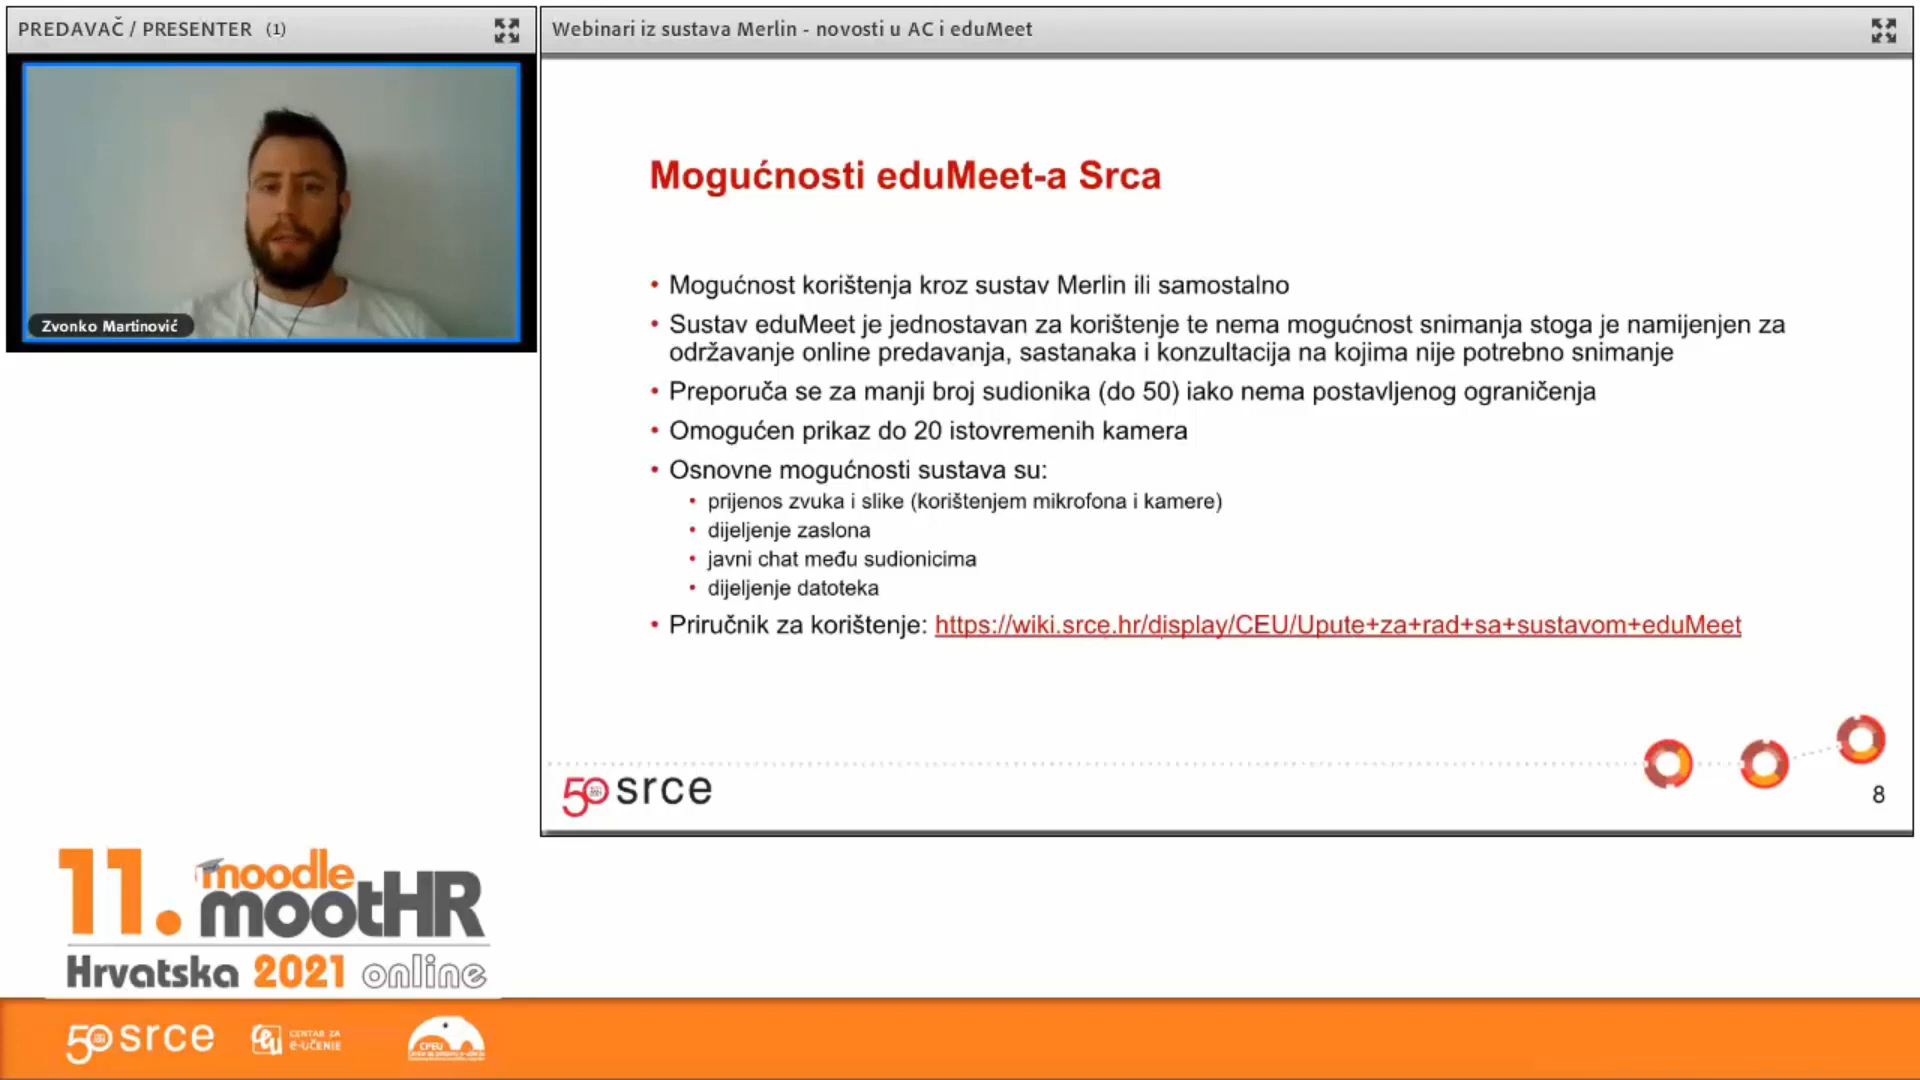 PREDAVAČ / PRESENTER (1)
Zvonko Martinović
Webinari iz sustava Merlin - novosti u AC i eduMeet
Mogućnosti eduMeet-a Srca
• Mogućnost korištenja kroz sustav Merlin ili samostalno
• Sustav eduMeet je jednostavan za korištenje te nema mogućnost snimanja stoga je namijenjen za
održavanje online predavanja, sastanaka i konzultacija na kojima nije potrebno snimanje
• Preporuča se za manji broj sudionika (do 50) iako nema postavljenog ograničenja
• Omogućen prikaz do 20 istovremenih kamera
• Osnovne mogućnosti sustava su:
• prijenos zvuka i slike (korištenjem mikrofona i kamere)
• dijeljenje zaslona
• javni chat među sudionicima
• dijeljenje datoteka
• Priručnik za korištenje: https://wiki.srce.hr/display/CEU/Upute+za+rad+sa+sustavom+eduMeet
50 srce
8
11. moodle
mootHR
Hrvatska 2021 online
50 srce
CENTAR ZA
E-UČENJE
CPEU